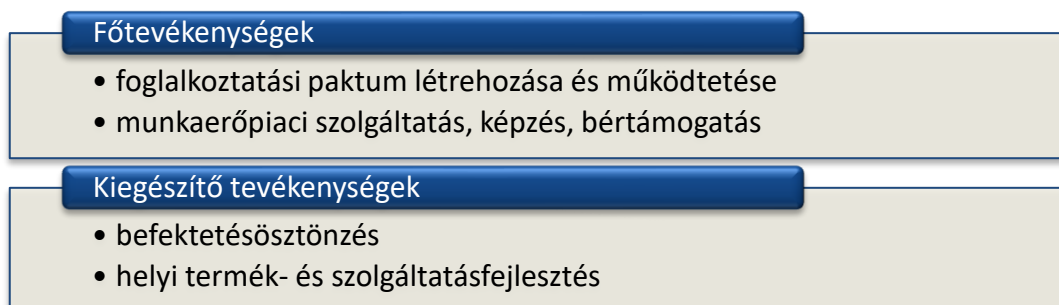 Főtevékenységek
• foglalkoztatási paktum létrehozása és működtetése
• munkaerőpiaci szolgáltatás, képzés, bértámogatás
Kiegészítő tevékenységek
• befektetésösztönzés
• helyi termék- és szolgáltatásfejlesztés